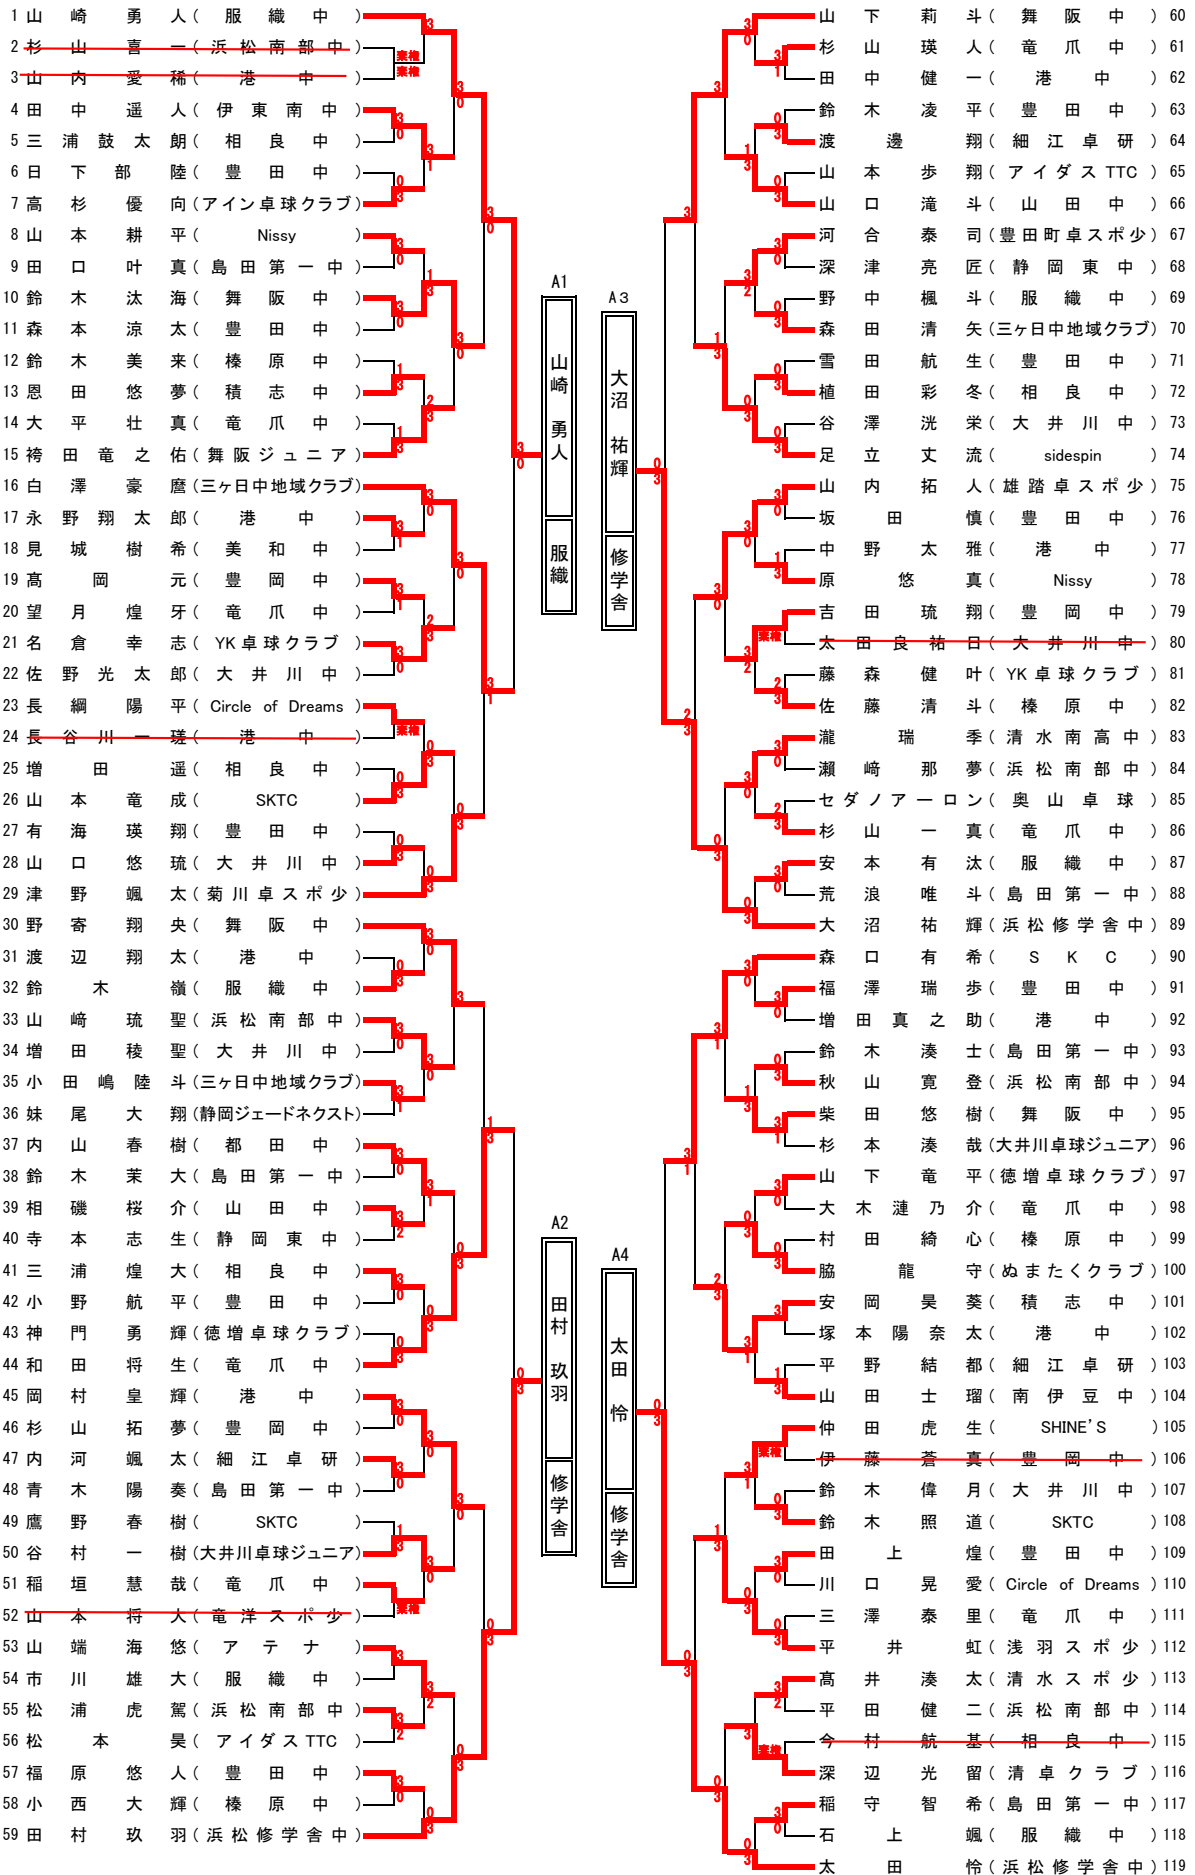 1 山崎勇人(服織中)
2 杉山喜一(浜松南部中)
3 山内愛稀(港中)
4 田中遥人(伊東南中)
5 三浦鼓太朗(相良中)
6 日下部陸(豊田中)
7 高杉優向(アイン卓球クラブ)
8 山本耕平(Nissy)
9 田口叶真(島田第一中)
10 鈴木汰海(舞阪中)
11 森本涼太(豊田中)
12 鈴木美来(榛原中)
13 恩田悠夢(積志中)
14 大平壮真(竜爪中)
15 袴田竜之佑(舞阪ジュニア)
16 白澤豪麿(三ヶ日中地域クラブ)
17 永野翔太郎(港中)
18 見城樹希(美和中)
19 髙岡元(豊岡中)
20 望月煌牙(竜爪中)
21 名倉幸志(YK卓球クラブ)
22 佐野光太郎(大井川中)
23 長綱陽平(Circle of Dreams)
24 長谷川一瑳(港中)
25 増田遥(相良中)
26 山本竜成(SKTC)
27 有海瑛翔(豊田中)
28 山口悠琉(大井川中)
29 津野颯太(菊川卓スポ少)
30 野寄翔央(舞阪中)
31 渡辺翔太(港中)
32 鈴木嶺(服織中)
33 山﨑琉聖(浜松南部中)
34 増田稜聖(大井川中)
35 小田嶋陸斗(三ヶ日中地域クラブ)
36 妹尾大翔(静岡ジェードネクスト)
37 内山春樹(都田中)
38 鈴木茉大(島田第一中)
39 相磯桜介(山田中)
40 寺本志生(静岡東中)
41 三浦煌大(相良中)
42 小野航平(豊田中)
43 神門勇輝(徳増卓球クラブ)
44 和田将生(竜爪中)
45 岡村皇輝(港中)
46 杉山拓夢(豊岡中)
47 内河颯太(細江卓研)
48 青木陽奏(島田第一中)
49 鷹野春樹(SKTC)
50 谷村一樹(大井川卓球ジュニア)
51 稲垣慧哉(竜爪中)
52 山本将大(竜洋スポ少)
53 山端海悠(アテナ)
54 市川雄大(服織中)
55 松浦虎駕(浜松南部中)
56 松本昊(アイダスTTC)
57 福原悠人(豊田中)
58 小西大輝(榛原中)
59 田村玖羽(浜松修学舎中)
A1
山崎 勇人
服織
A2
田村 玖羽
修学舎
A3
大沼 祐輝
修学舎
A4
太田 怜
修学舎
山下莉斗(舞阪中) 60
杉山瑛人(竜爪中) 61
田中健一(港中) 62
鈴木凌平(豊田中) 63
渡邊翔(細江卓研) 64
山本歩翔(アイダスTTC) 65
山口滝斗(山田中) 66
河合泰司(豊田町卓スポ少) 67
深津亮匠(静岡東中) 68
野中楓斗(服織中) 69
森田清矢(三ヶ日中地域クラブ) 70
雪田航生(豊田中) 71
植田彩冬(相良中) 72
谷澤洸栄(大井川中) 73
足立丈流(sidespin) 74
山内拓人(雄踏卓スポ少) 75
坂田慎(豊田中) 76
中野太雅(港中) 77
原悠真(Nissy) 78
吉田琉翔(豊岡中) 79
太田良祐日(大井川中) 80
藤森健叶(YK卓球クラブ) 81
佐藤清斗(榛原中) 82
瀧瑞季(清水南高中) 83
瀨﨑那夢(浜松南部中) 84
セダノアーロン(奥山卓球) 85
杉山一真(竜爪中) 86
安本有汰(服織中) 87
荒浪唯斗(島田第一中) 88
大沼祐輝(浜松修学舎中) 89
森口有希(SKC) 90
福澤瑞歩(豊田中) 91
増田真之助(港中) 92
鈴木湊士(島田第一中) 93
秋山寛登(浜松南部中) 94
柴田悠樹(舞阪中) 95
杉本湊哉(大井川卓球ジュニア) 96
山下竜平(徳増卓球クラブ) 97
大木漣乃介(竜爪中) 98
村田綺心(榛原中) 99
脇龍守(ぬまたくクラブ) 100
安岡昊葵(積志中) 101
塚本陽奈太(港中) 102
平野結都(細江卓研) 103
山田士瑠(南伊豆中) 104
仲田虎生(SHINE'S) 105
伊藤蒼真(豊岡中) 106
鈴木偉月(大井川中) 107
鈴木照道(SKTC) 108
田上煌(豊田中) 109
川口晃愛(Circle of Dreams) 110
三澤泰里(竜爪中) 111
平井虹(浅羽スポ少) 112
髙井湊太(清水スポ少) 113
平田健二(浜松南部中) 114
今村航基(相良中) 115
深辺光留(清卓クラブ) 116
稲守智希(島田第一中) 117
石上颯(服織中) 118
太田怜(浜松修学舎中) 119